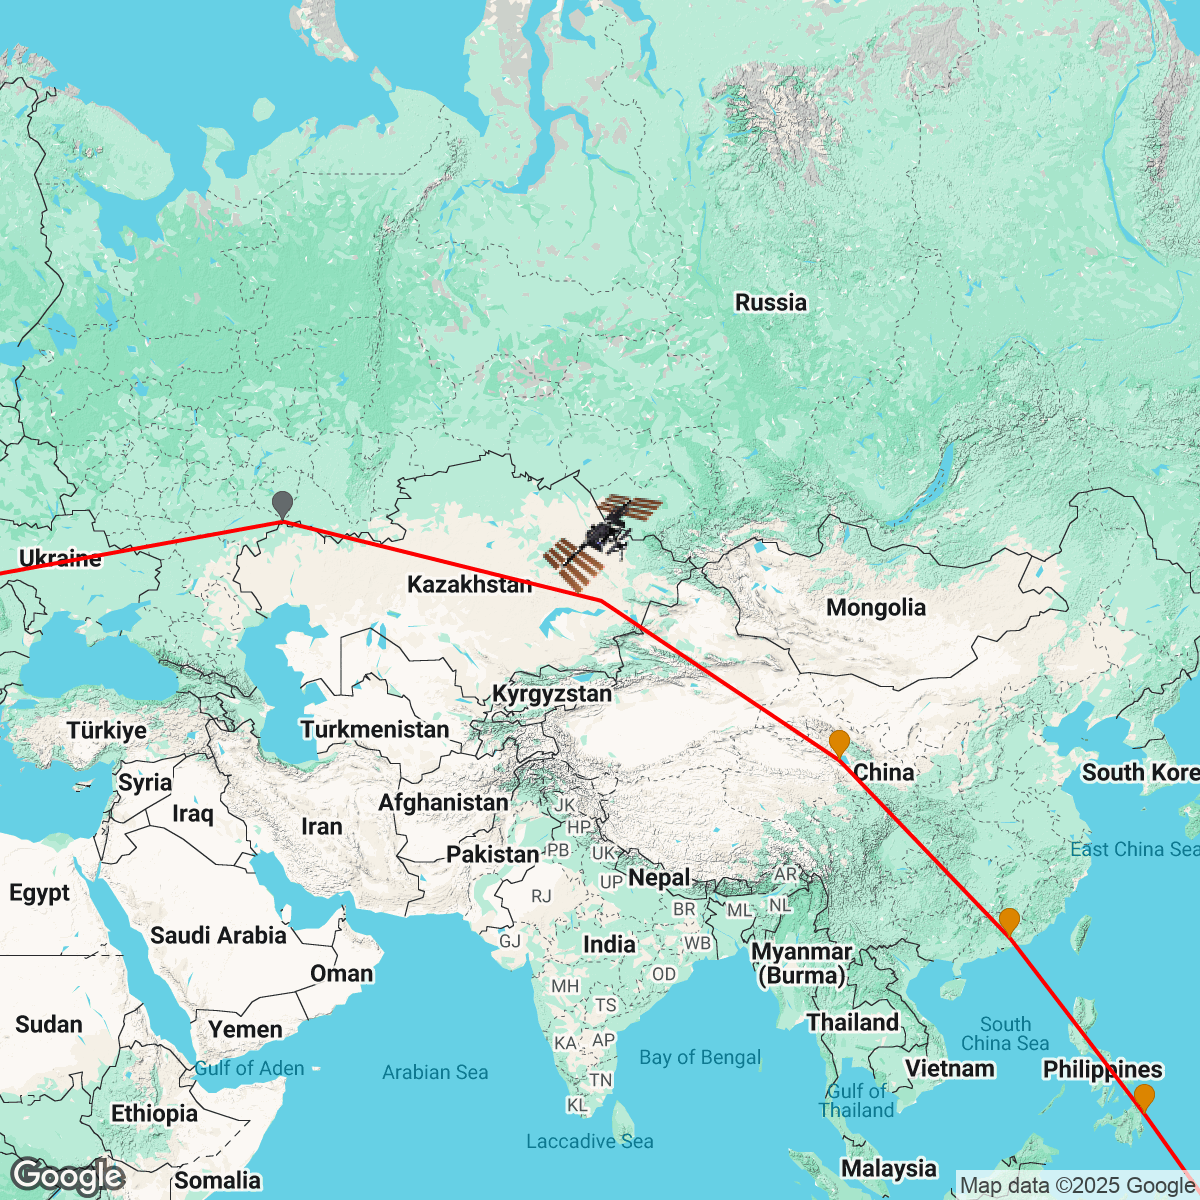 Russia
Ukraine
Kazakhstan
Mongolia
Kyrgyzstan
Türkiye
Turkmenistan
China
South Kore
Syria
Afghanistan
JK
Iraq
Iran
HP
East China Sea
Pakistan
PB
UK
Nepal
AR
Egypt
UP
RJ
BR
ML
NL
Saudi Arabia
GJ
India
WB
Myanmar
(Burma)
Oman
OD
MH
TS
Sudan
Yemen
Thailand
South
China Sea
KA
AP
Bay of Bengal
Gulf of Aden
Arabian Sea
TN
Vietnam
Philippines
KL
Gulf of
Thailand
Ethiopia
Laccadive Sea
Malaysia
Somalia
Google
Map data ©2025 Google